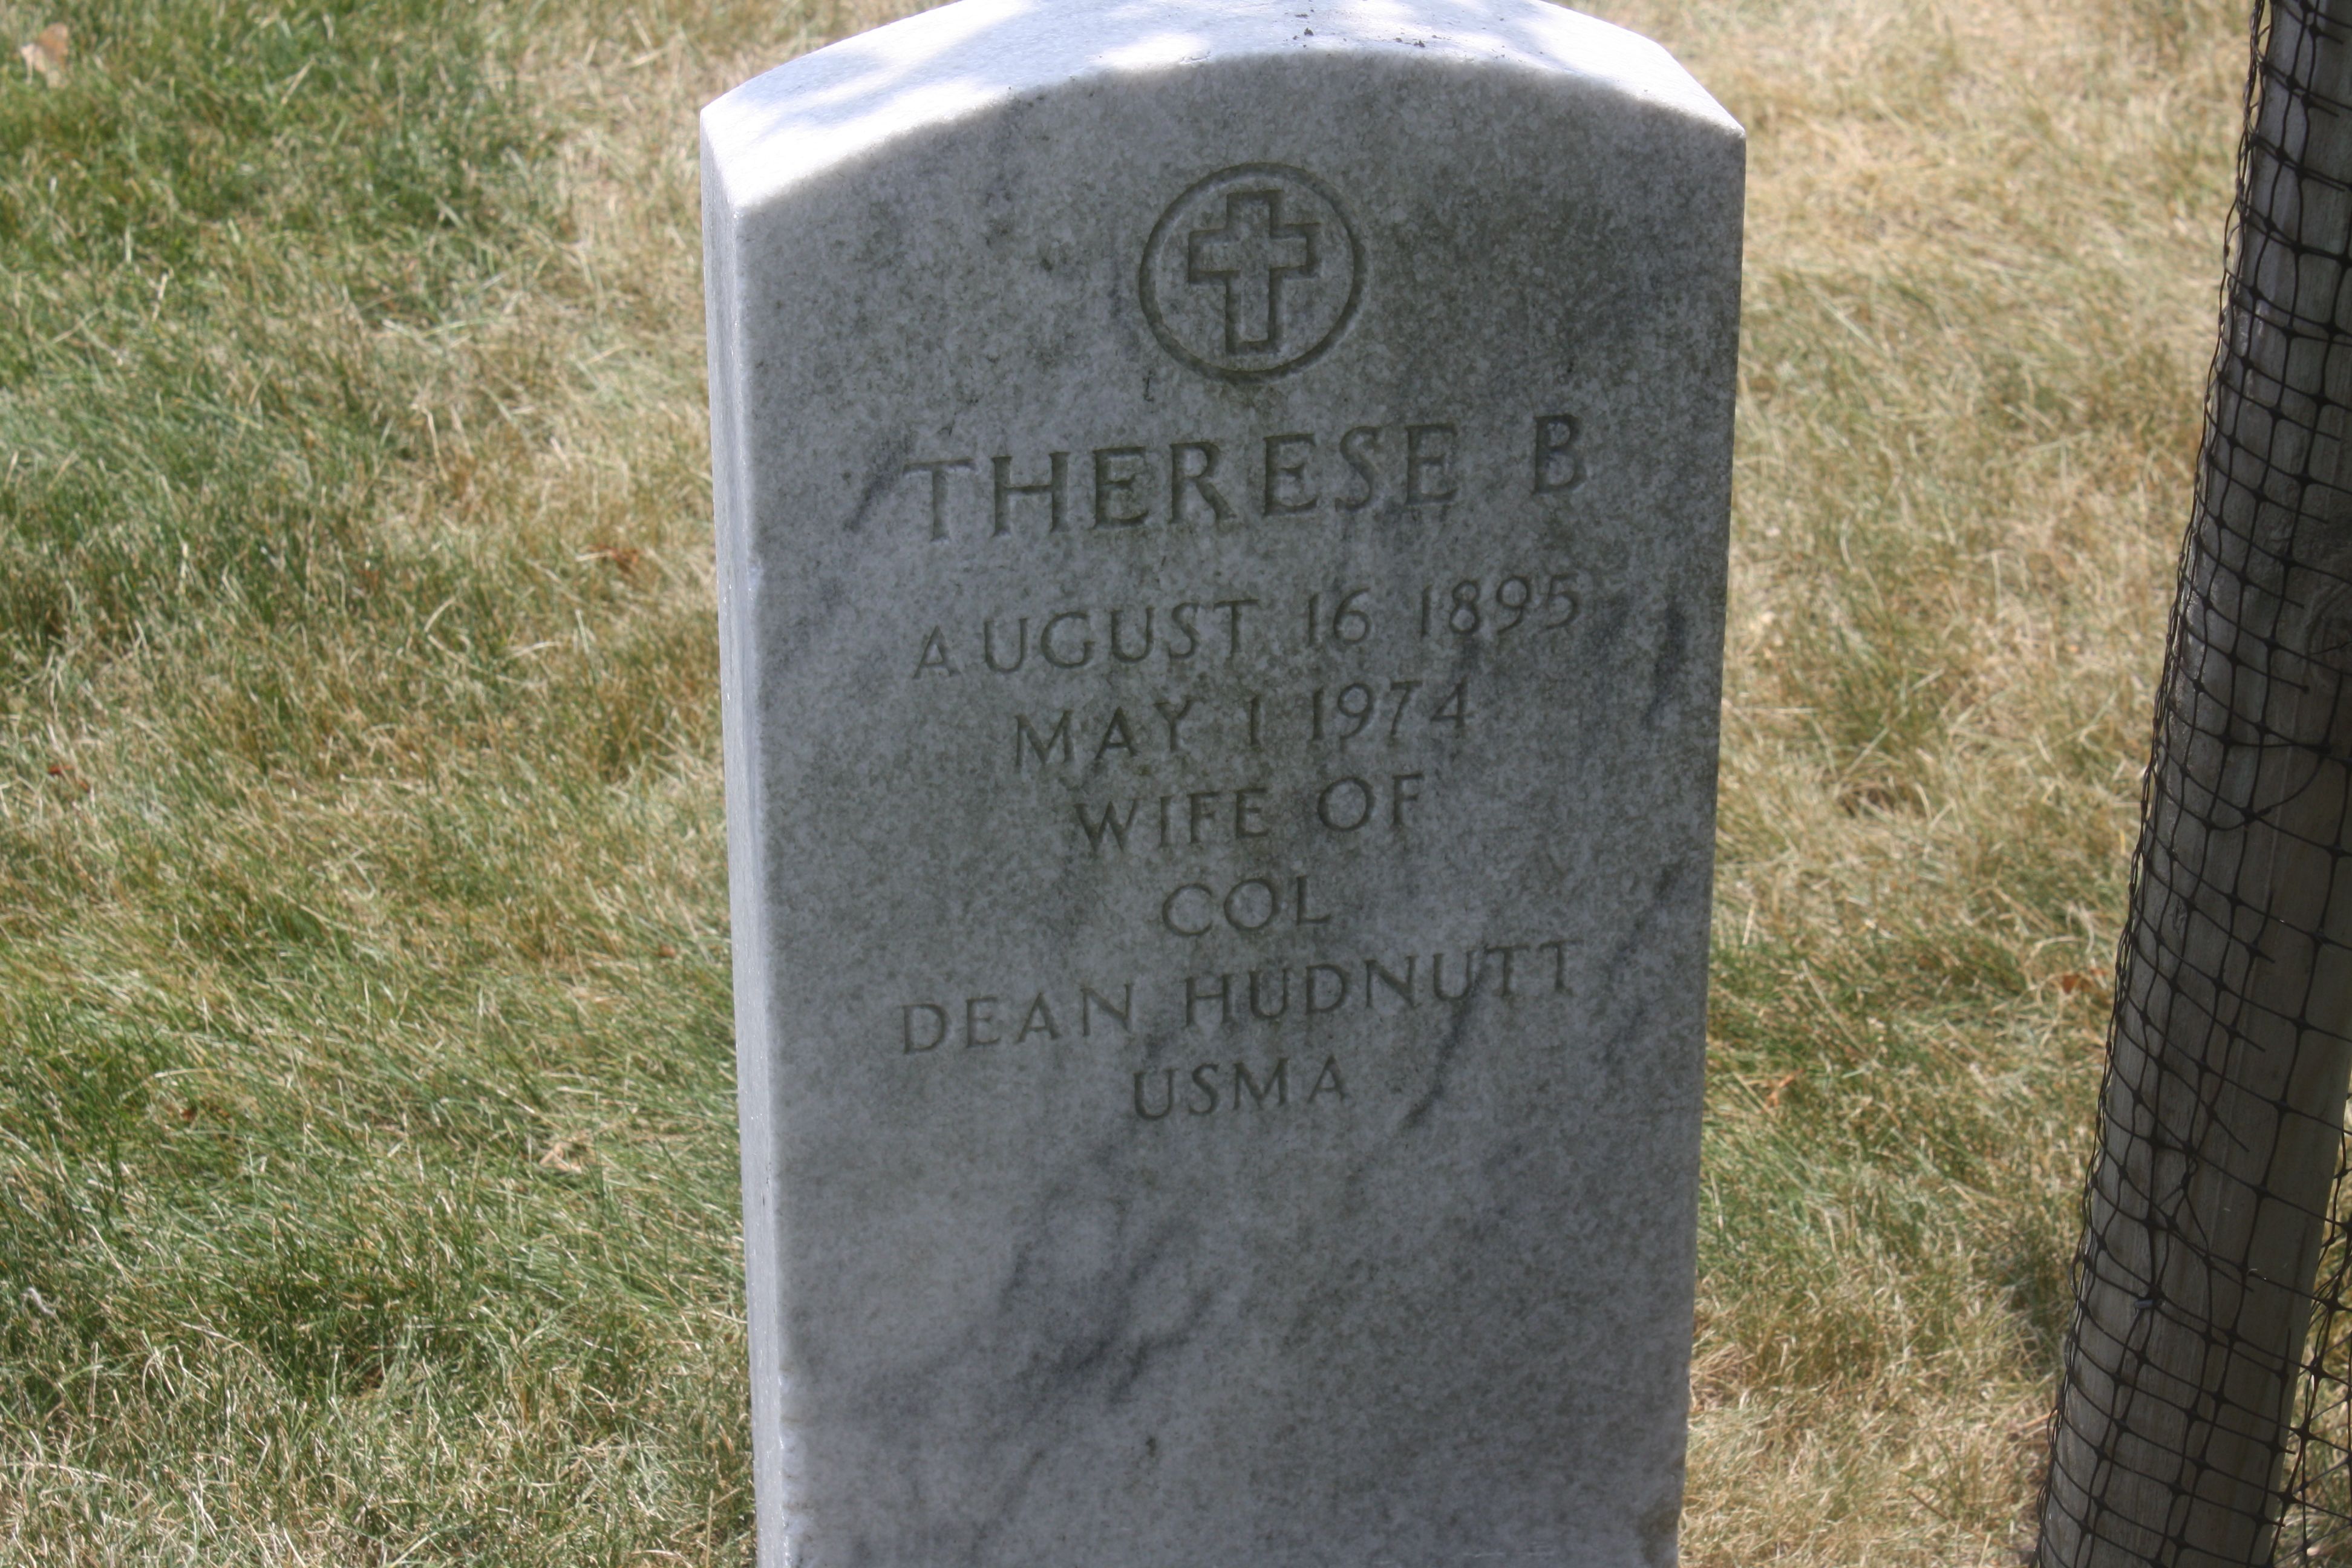 THERESE B
AUGUST 16 1895
MAY 1 1974
WIFE OF
COL
DEAN HUDNUTT
USMA